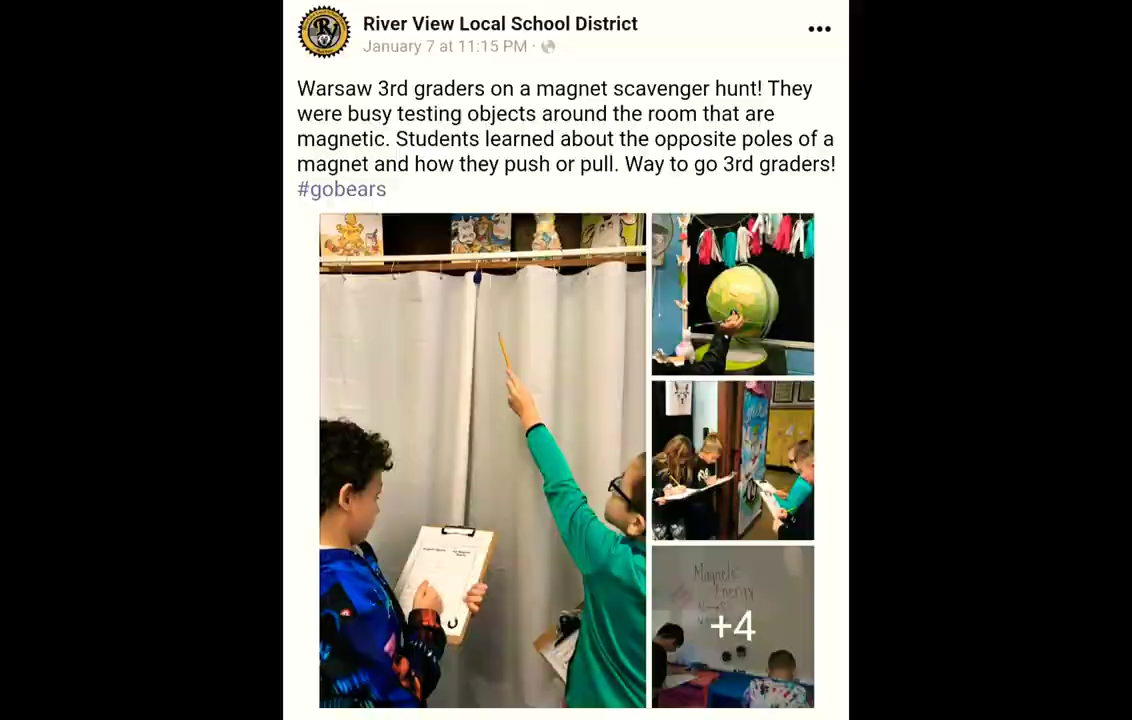 River View Local School District
January 7 at 11:15 PM ·
Warsaw 3rd graders on a magnet scavenger hunt! They
were busy testing objects around the room that are
magnetic. Students learned about the opposite poles of a
magnet and how they push or pull. Way to go 3rd graders!
#gobears
Magnets
Energy
+4